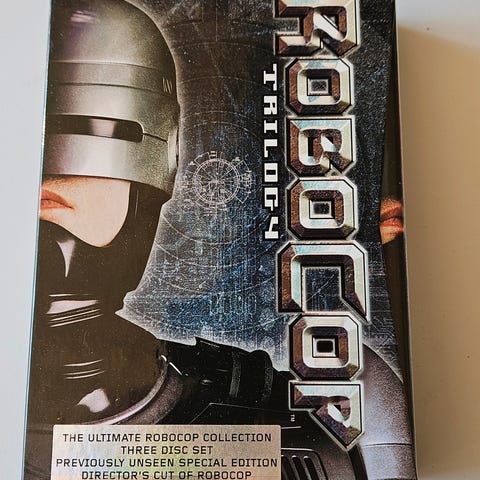 ROBOCOP
TRILOGY
THE ULTIMATE ROBOCOP COLLECTION
THREE DISC SET
PREVIOUSLY UNSEEN SPECIAL EDITION
DIRECTOR'S CUT OF ROBOCOP